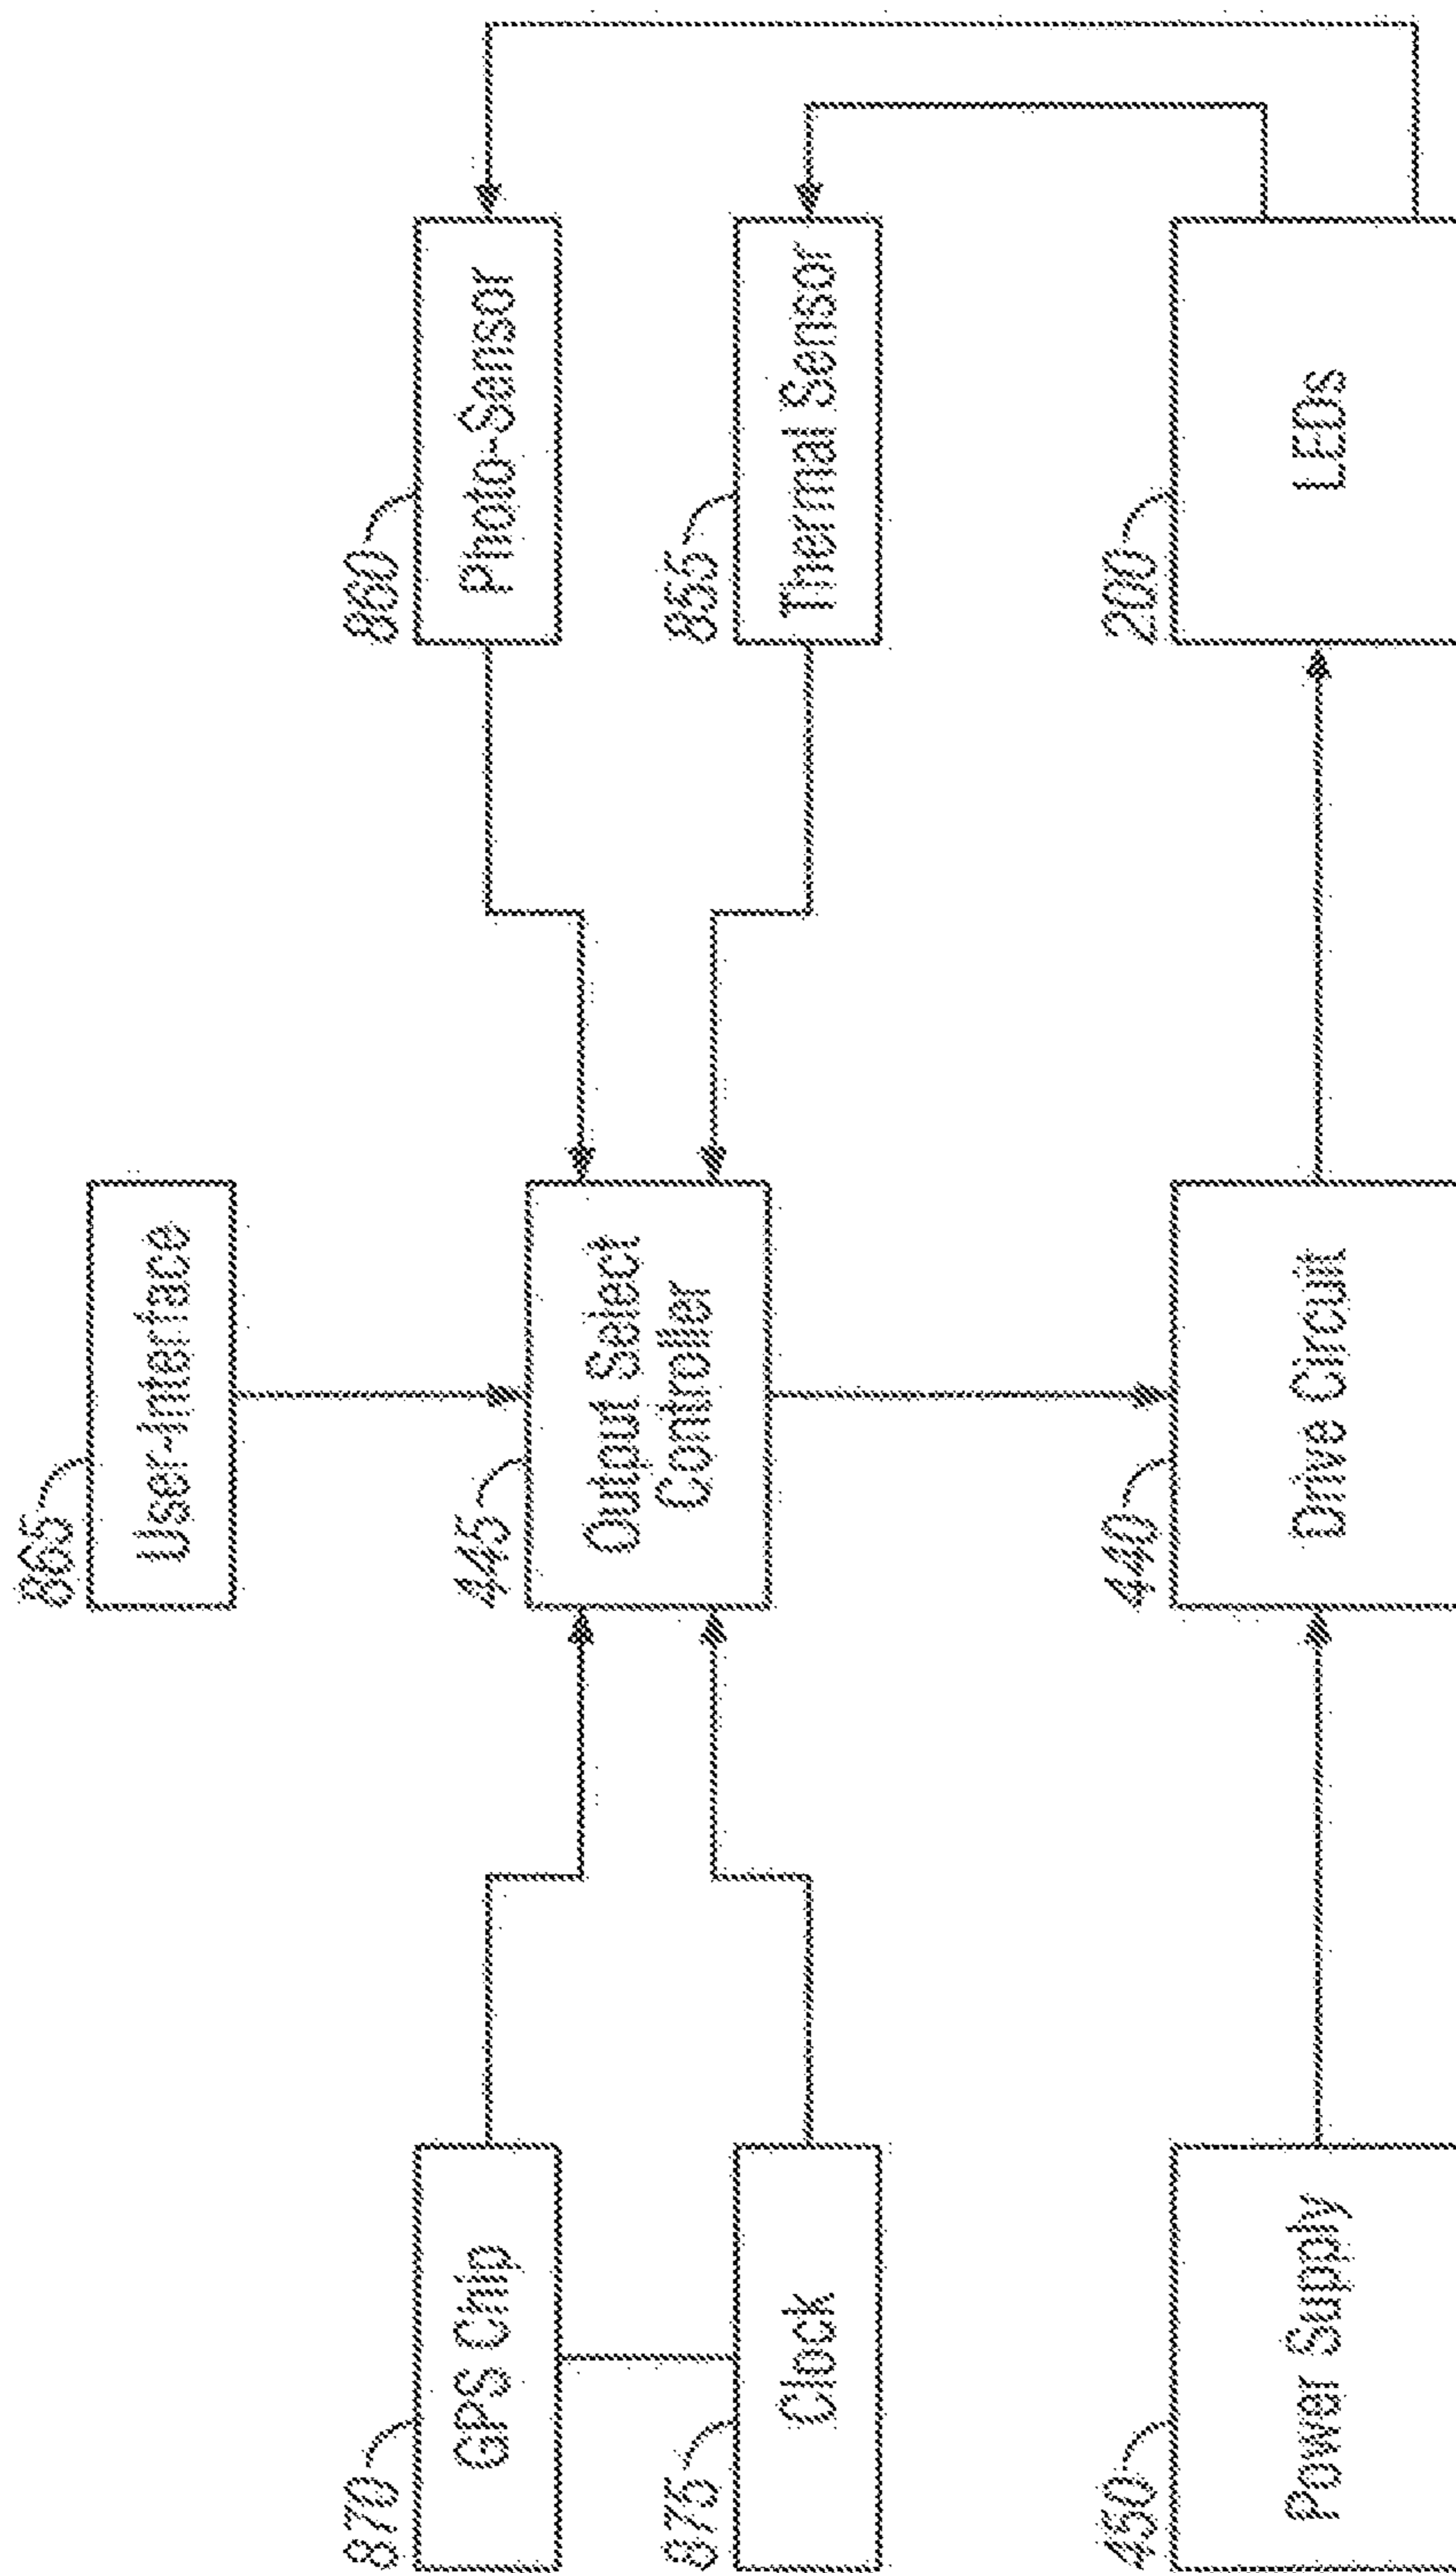 865
User-Interface
870
GPS Chip
445
Output Select
Controller
860
Photo-Sensor
875
Clock
855
Thermal Sensor
450
Power Supply
440
Drive Circuit
200
LEDs